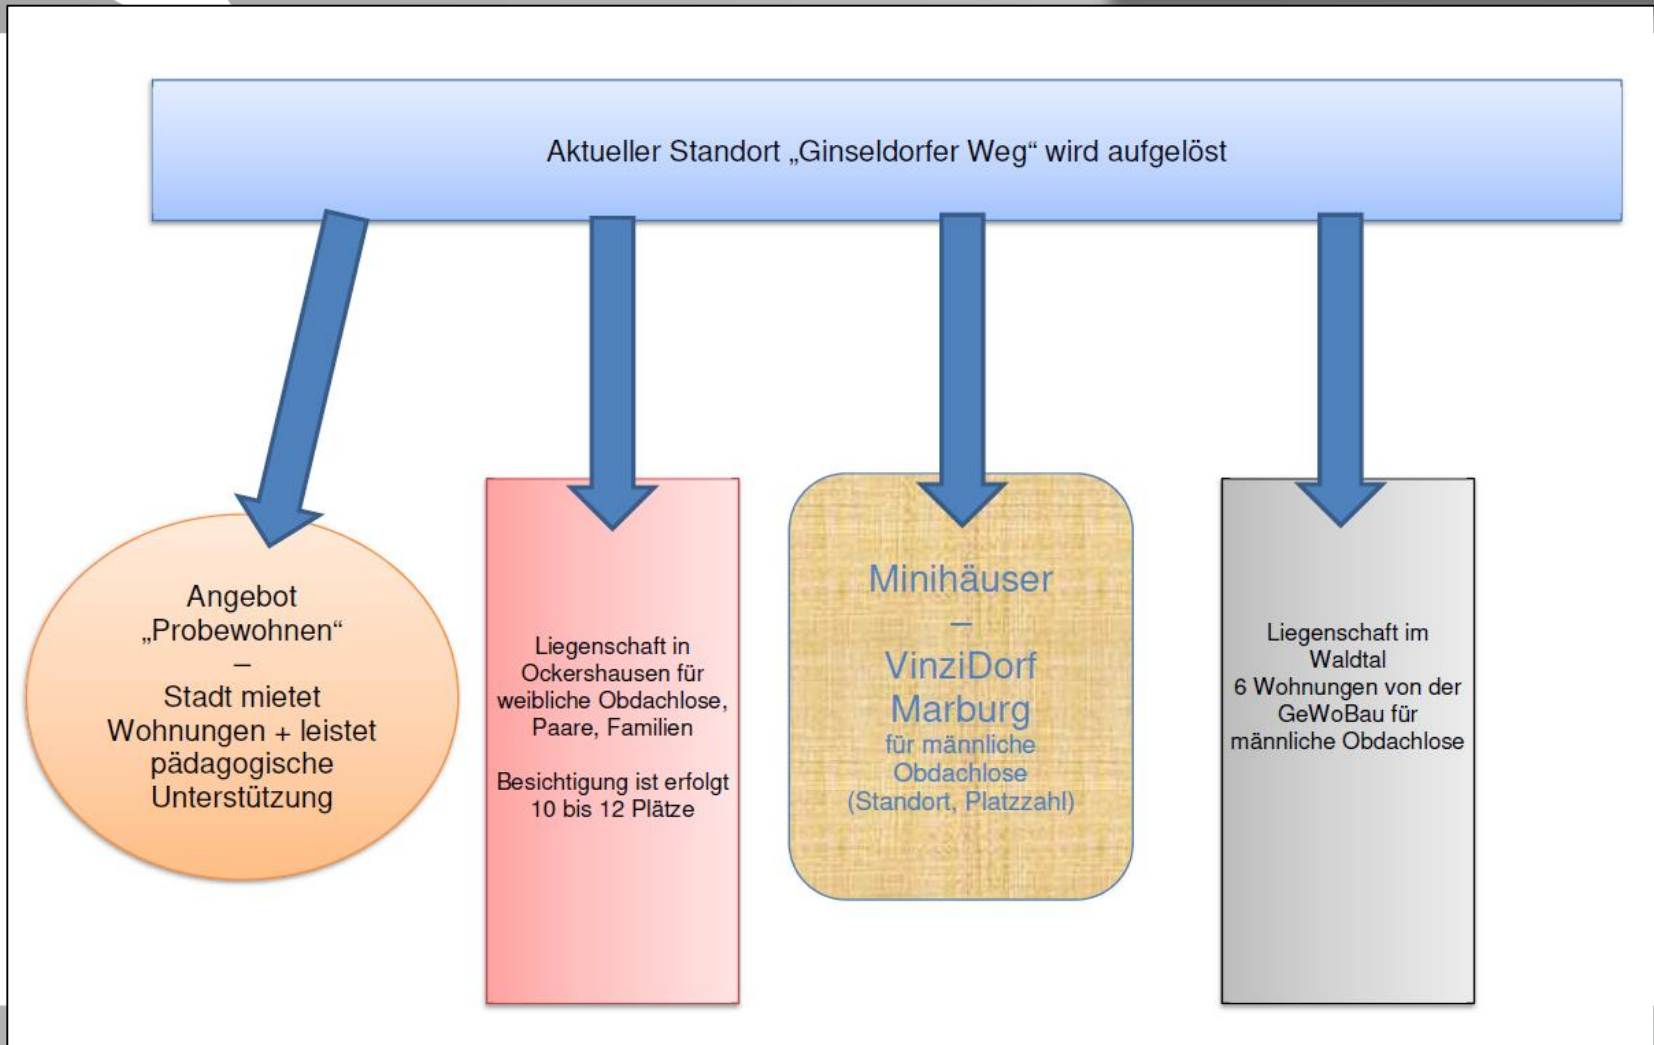 Aktueller Standort „Ginseldorfer Weg“ wird aufgelöst
Angebot
„Probewohnen“
–
Stadt mietet
Wohnungen + leistet
pädagogische
Unterstützung
Liegenschaft in
Ockershausen für
weibliche Obdachlose,
Paare, Familien
Besichtigung ist erfolgt
10 bis 12 Plätze
Minihäuser
–
VinziDorf
Marburg
für männliche
Obdachlose
(Standort, Platzzahl)
Liegenschaft im
Waldtal
6 Wohnungen von der
GeWoBau für
männliche Obdachlose